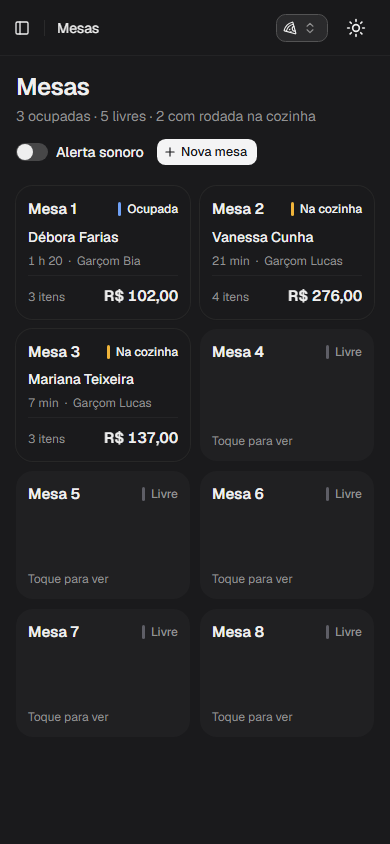 Mesas
Mesas
3 ocupadas · 5 livres · 2 com rodada na cozinha
Alerta sonoro
+ Nova mesa
Mesa 1
Ocupada
Débora Farias
1 h 20 · Garçom Bia
3 itens
R$ 102,00
Mesa 2
Na cozinha
Vanessa Cunha
21 min · Garçom Lucas
4 itens
R$ 276,00
Mesa 3
Na cozinha
Mariana Teixeira
7 min · Garçom Lucas
3 itens
R$ 137,00
Mesa 4
Livre
Toque para ver
Mesa 5
Livre
Toque para ver
Mesa 6
Livre
Toque para ver
Mesa 7
Livre
Toque para ver
Mesa 8
Livre
Toque para ver